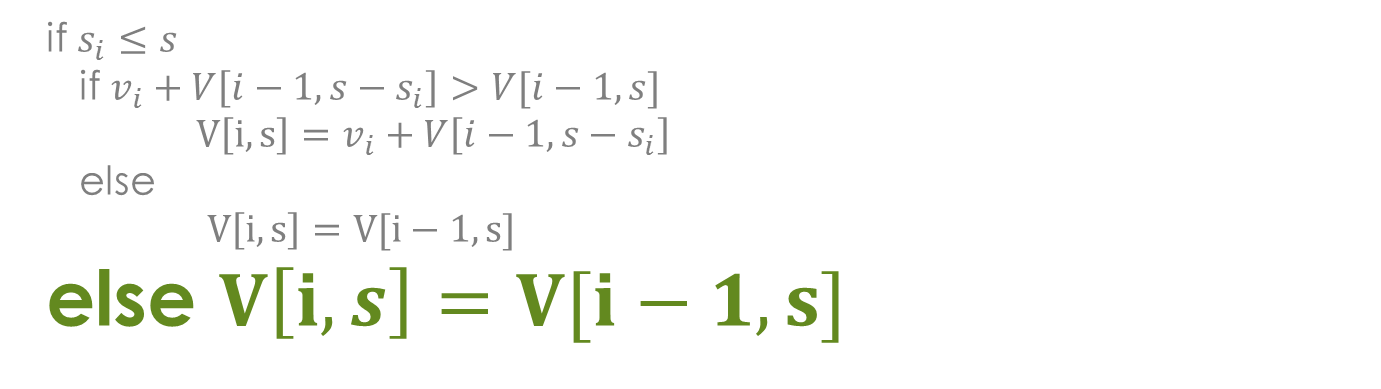 if sᵢ ≤ s
if vᵢ + V[i − 1, s − sᵢ] > V[i − 1, s]
V[i, s] = vᵢ + V[i − 1, s − sᵢ]
else
V[i, s] = V[i − 1, s]
else V[i, s] = V[i − 1, s]